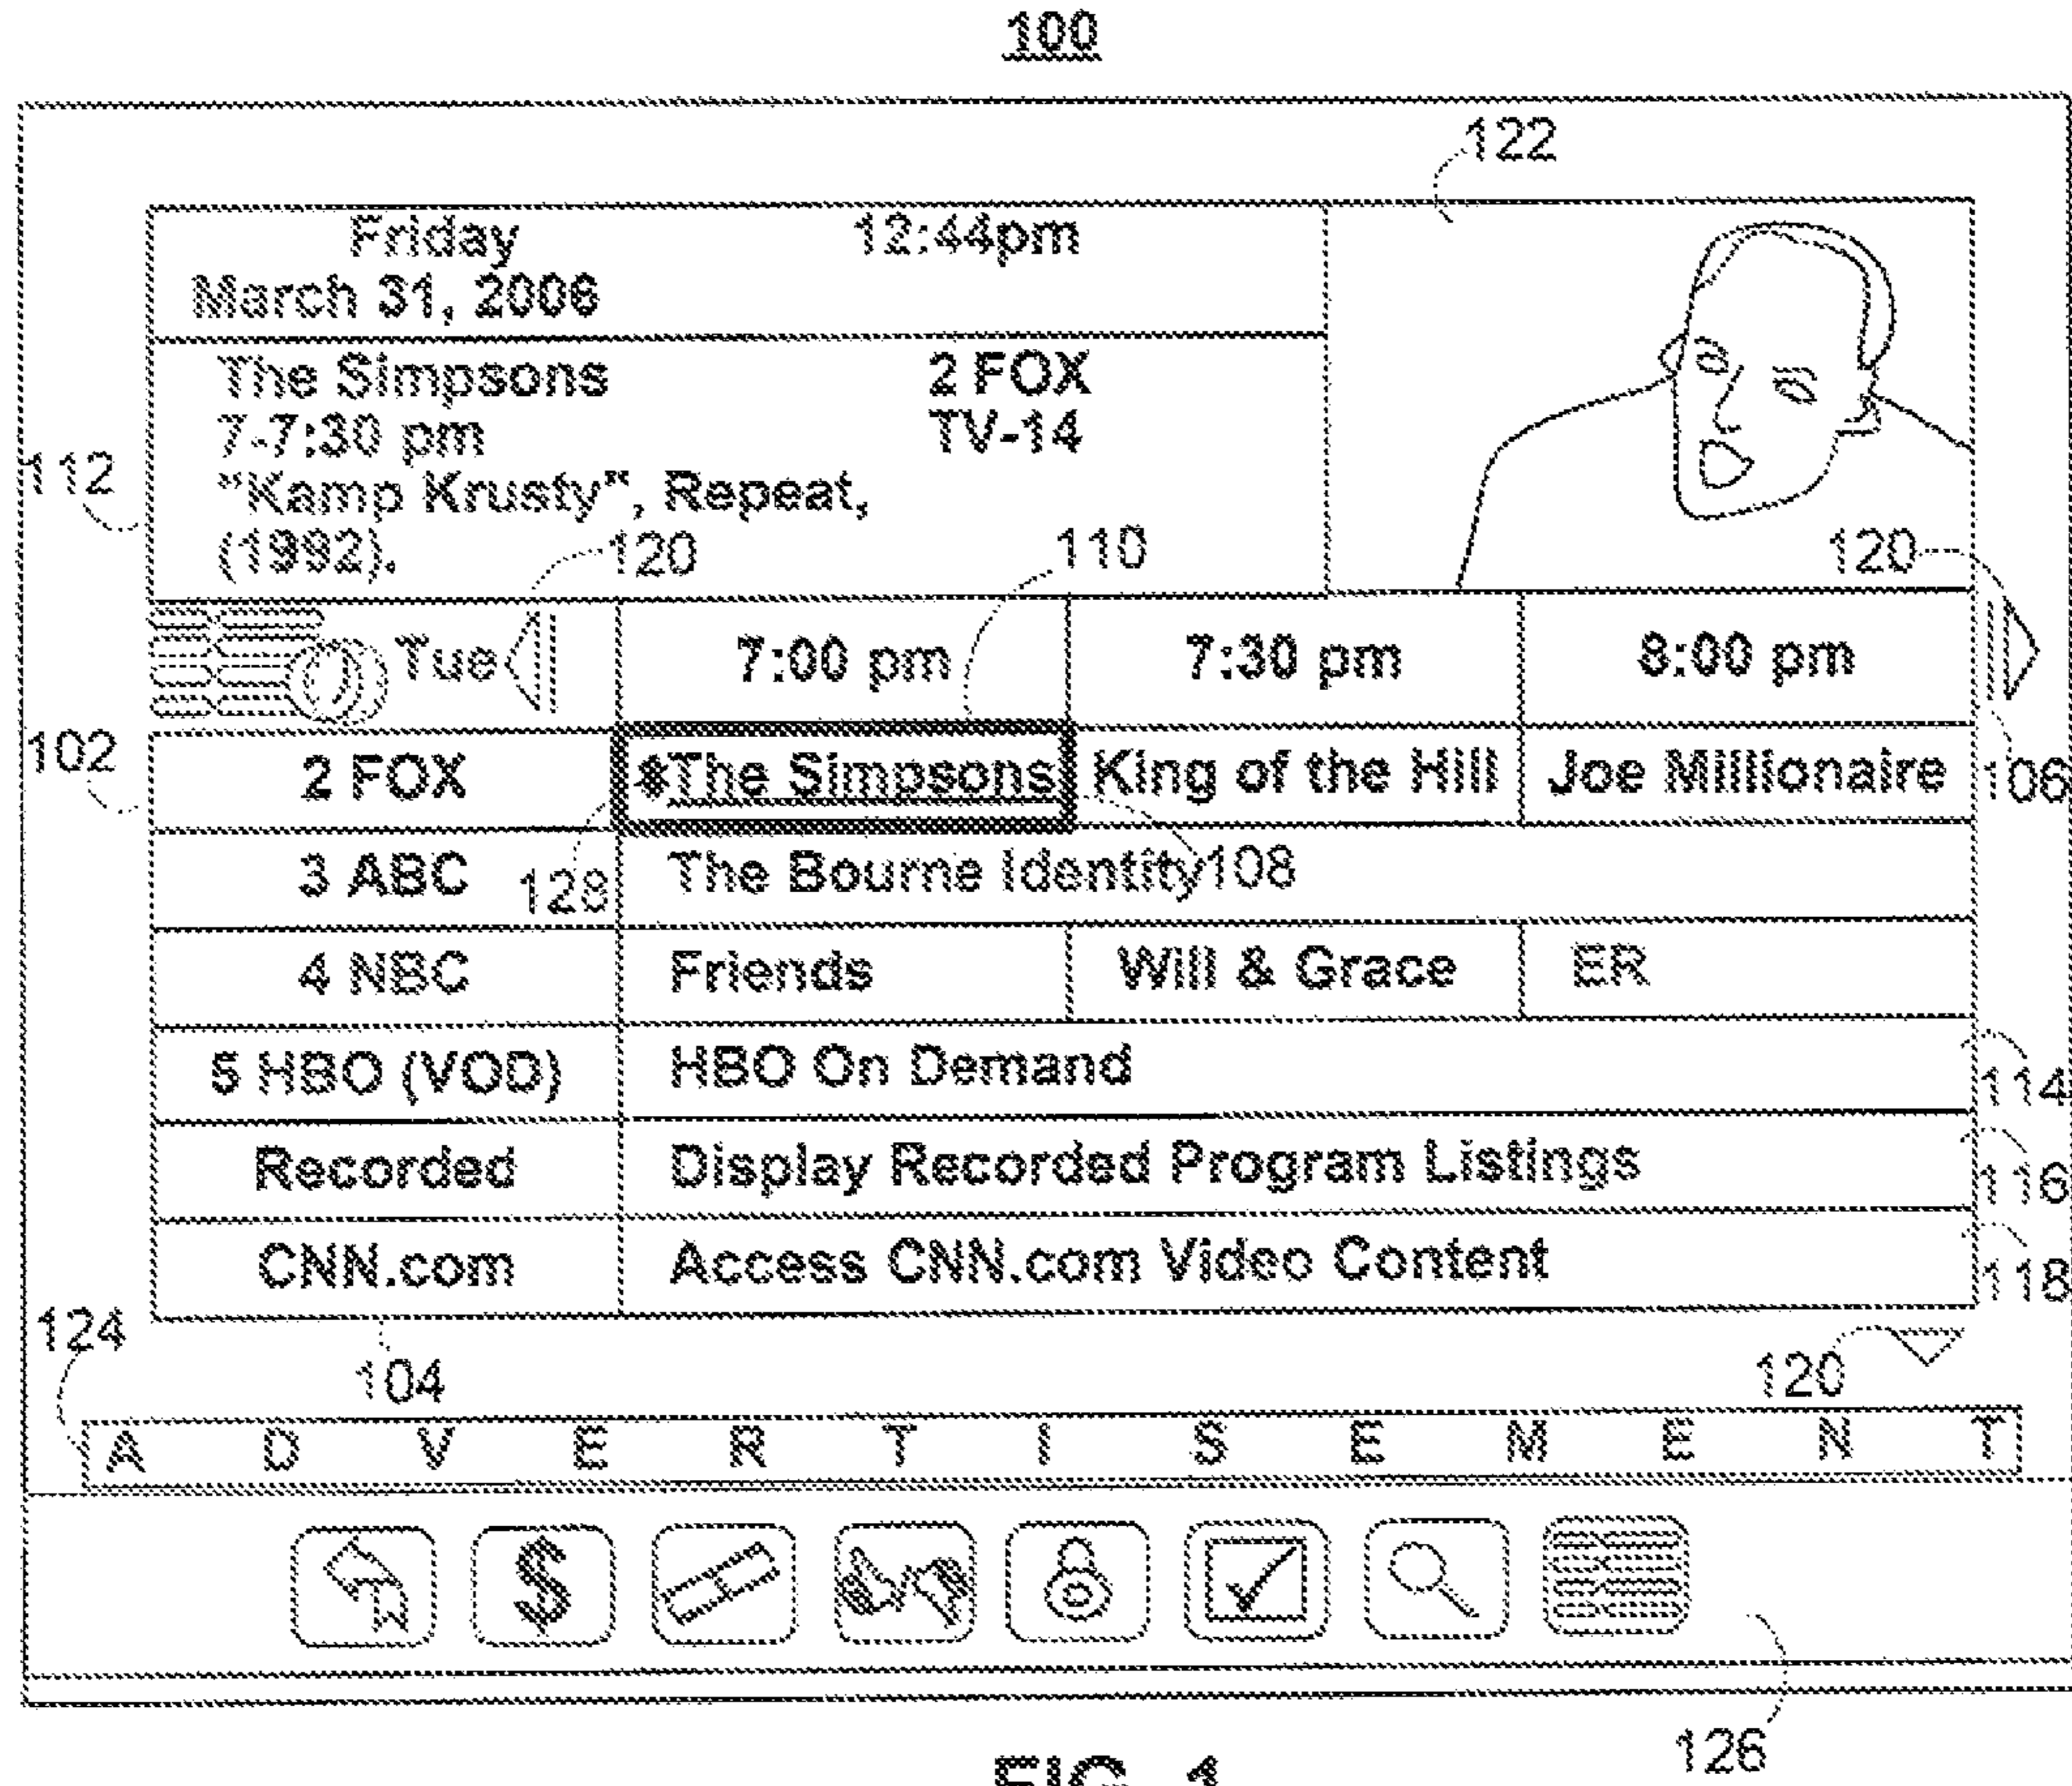 100
122
Friday 12:44pm
March 31, 2006
The Simpsons 2 FOX
7-7:30 pm TV-14
112
"Kamp Krusty", Repeat,
(1992).
120 110 120
Tue 7:00 pm 7:30 pm 8:00 pm
102
2 FOX The Simpsons King of the Hill Joe Millionaire
106
3 ABC The Bourne Identity
128 108
4 NBC Friends Will & Grace ER
5 HBO (VOD) HBO On Demand
114
Recorded Display Recorded Program Listings
116
CNN.com Access CNN.com Video Content
118
124
104 120
A D V E R T I S E M E N T
$
126
FIG. 1